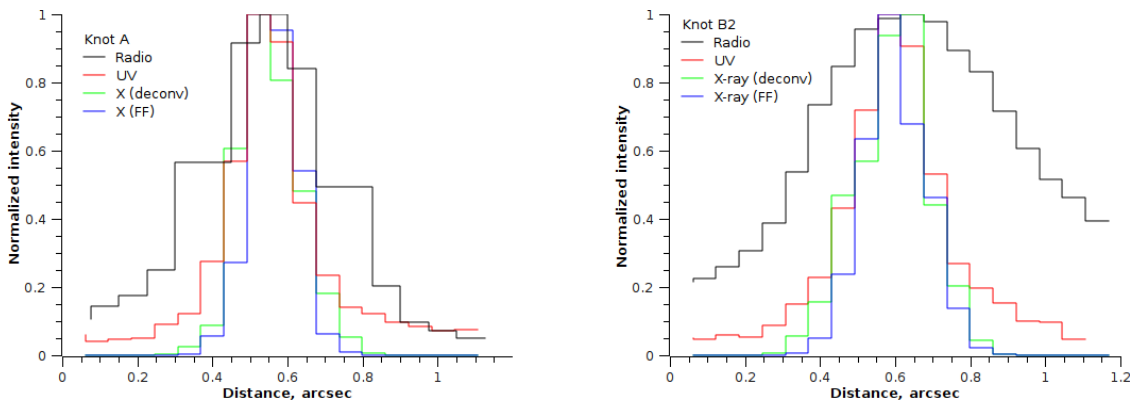 Knot A
Radio
UV
X (deconv)
X (FF)
Normalized intensity
1
0.8
0.6
0.4
0.2
0
0 0.2 0.4 0.6 0.8 1
Distance, arcsec
Knot B2
Radio
UV
X-ray (deconv)
X-ray (FF)
Normalized intensity
1
0.8
0.6
0.4
0.2
0
0 0.2 0.4 0.6 0.8 1 1.2
Distance, arcsec